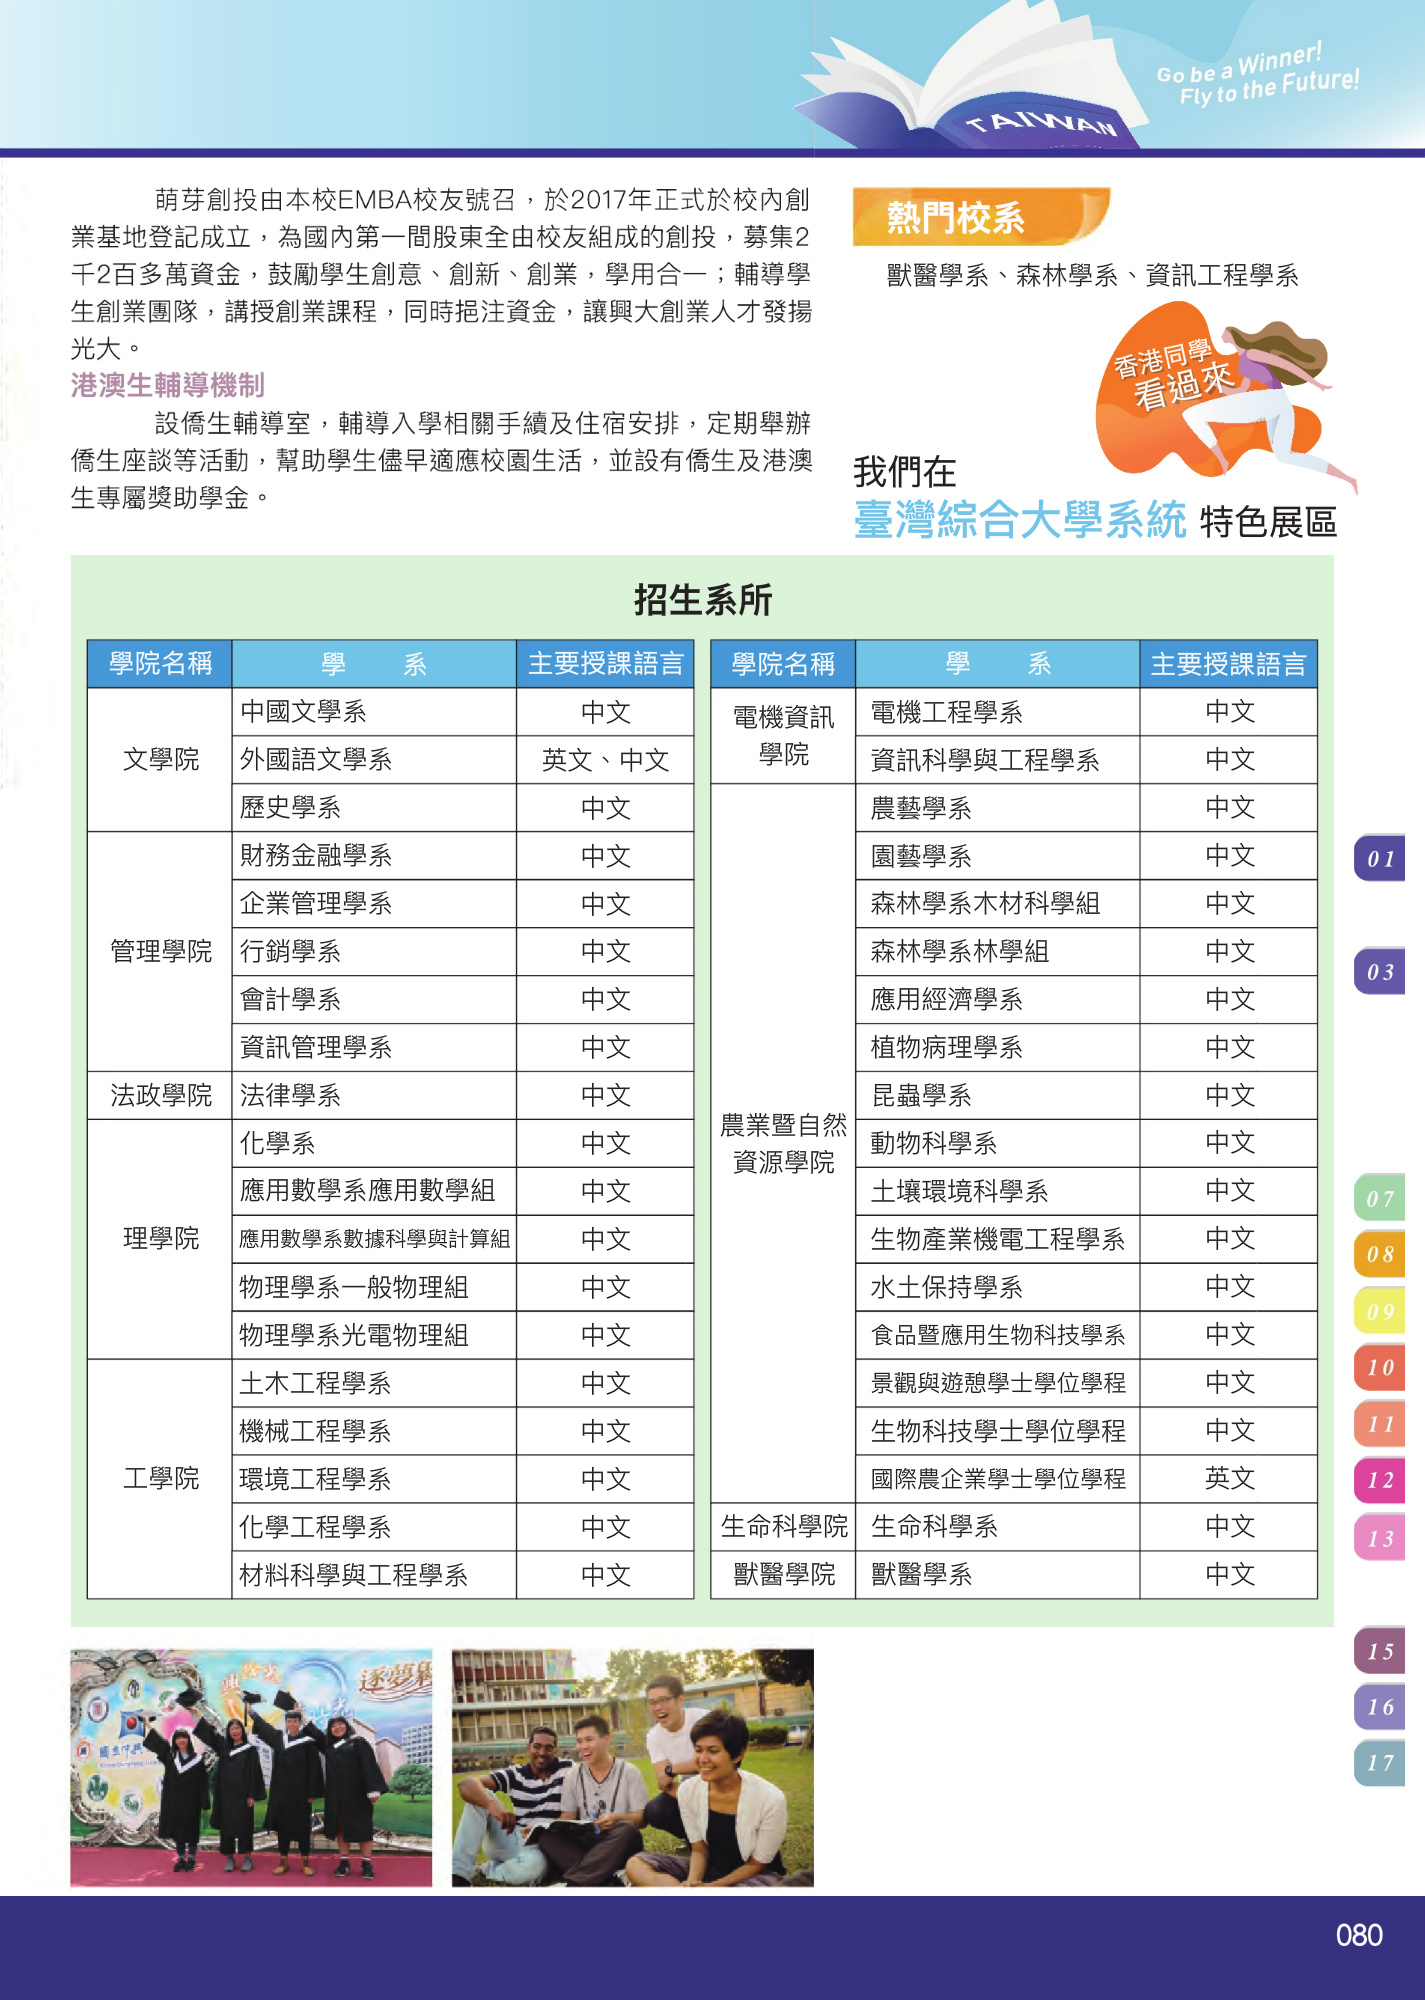 Go be a Winner!
Fly to the Future!
TAIWAN
萌芽創投由本校EMBA校友號召，於2017年正式於校內創
業基地登記成立，為國內第一間股東全由校友組成的創投，募集2
千2百多萬資金，鼓勵學生創意、創新、創業，學用合一；輔導學
生創業團隊，講授創業課程，同時挹注資金，讓興大創業人才發揚
光大。
港澳生輔導機制
設僑生輔導室，輔導入學相關手續及住宿安排，定期舉辦
僑生座談等活動，幫助學生儘早適應校園生活，並設有僑生及港澳
生專屬獎助學金。
熱門校系
獸醫學系、森林學系、資訊工程學系
香港同學
看過來
我們在
臺灣綜合大學系統 特色展區
招生系所
學院名稱 學 系 主要授課語言
文學院
中國文學系 中文
外國語文學系 英文、中文
歷史學系 中文
管理學院
財務金融學系 中文
企業管理學系 中文
行銷學系 中文
會計學系 中文
資訊管理學系 中文
法政學院 法律學系 中文
理學院
化學系 中文
應用數學系應用數學組 中文
應用數學系數據科學與計算組 中文
物理學系一般物理組 中文
物理學系光電物理組 中文
工學院
土木工程學系 中文
機械工程學系 中文
環境工程學系 中文
化學工程學系 中文
材料科學與工程學系 中文
學院名稱 學 系 主要授課語言
電機資訊
學院
電機工程學系 中文
資訊科學與工程學系 中文
農業暨自然
資源學院
農藝學系 中文
園藝學系 中文
森林學系木材科學組 中文
森林學系林學組 中文
應用經濟學系 中文
植物病理學系 中文
昆蟲學系 中文
動物科學系 中文
土壤環境科學系 中文
生物產業機電工程學系 中文
水土保持學系 中文
食品暨應用生物科技學系 中文
景觀與遊憩學士學位學程 中文
生物科技學士學位學程 中文
國際農企業學士學位學程 英文
生命科學院 生命科學系 中文
獸醫學院 獸醫學系 中文
01
03
07
08
09
10
11
12
13
15
16
17
逐夢
國立中興
080